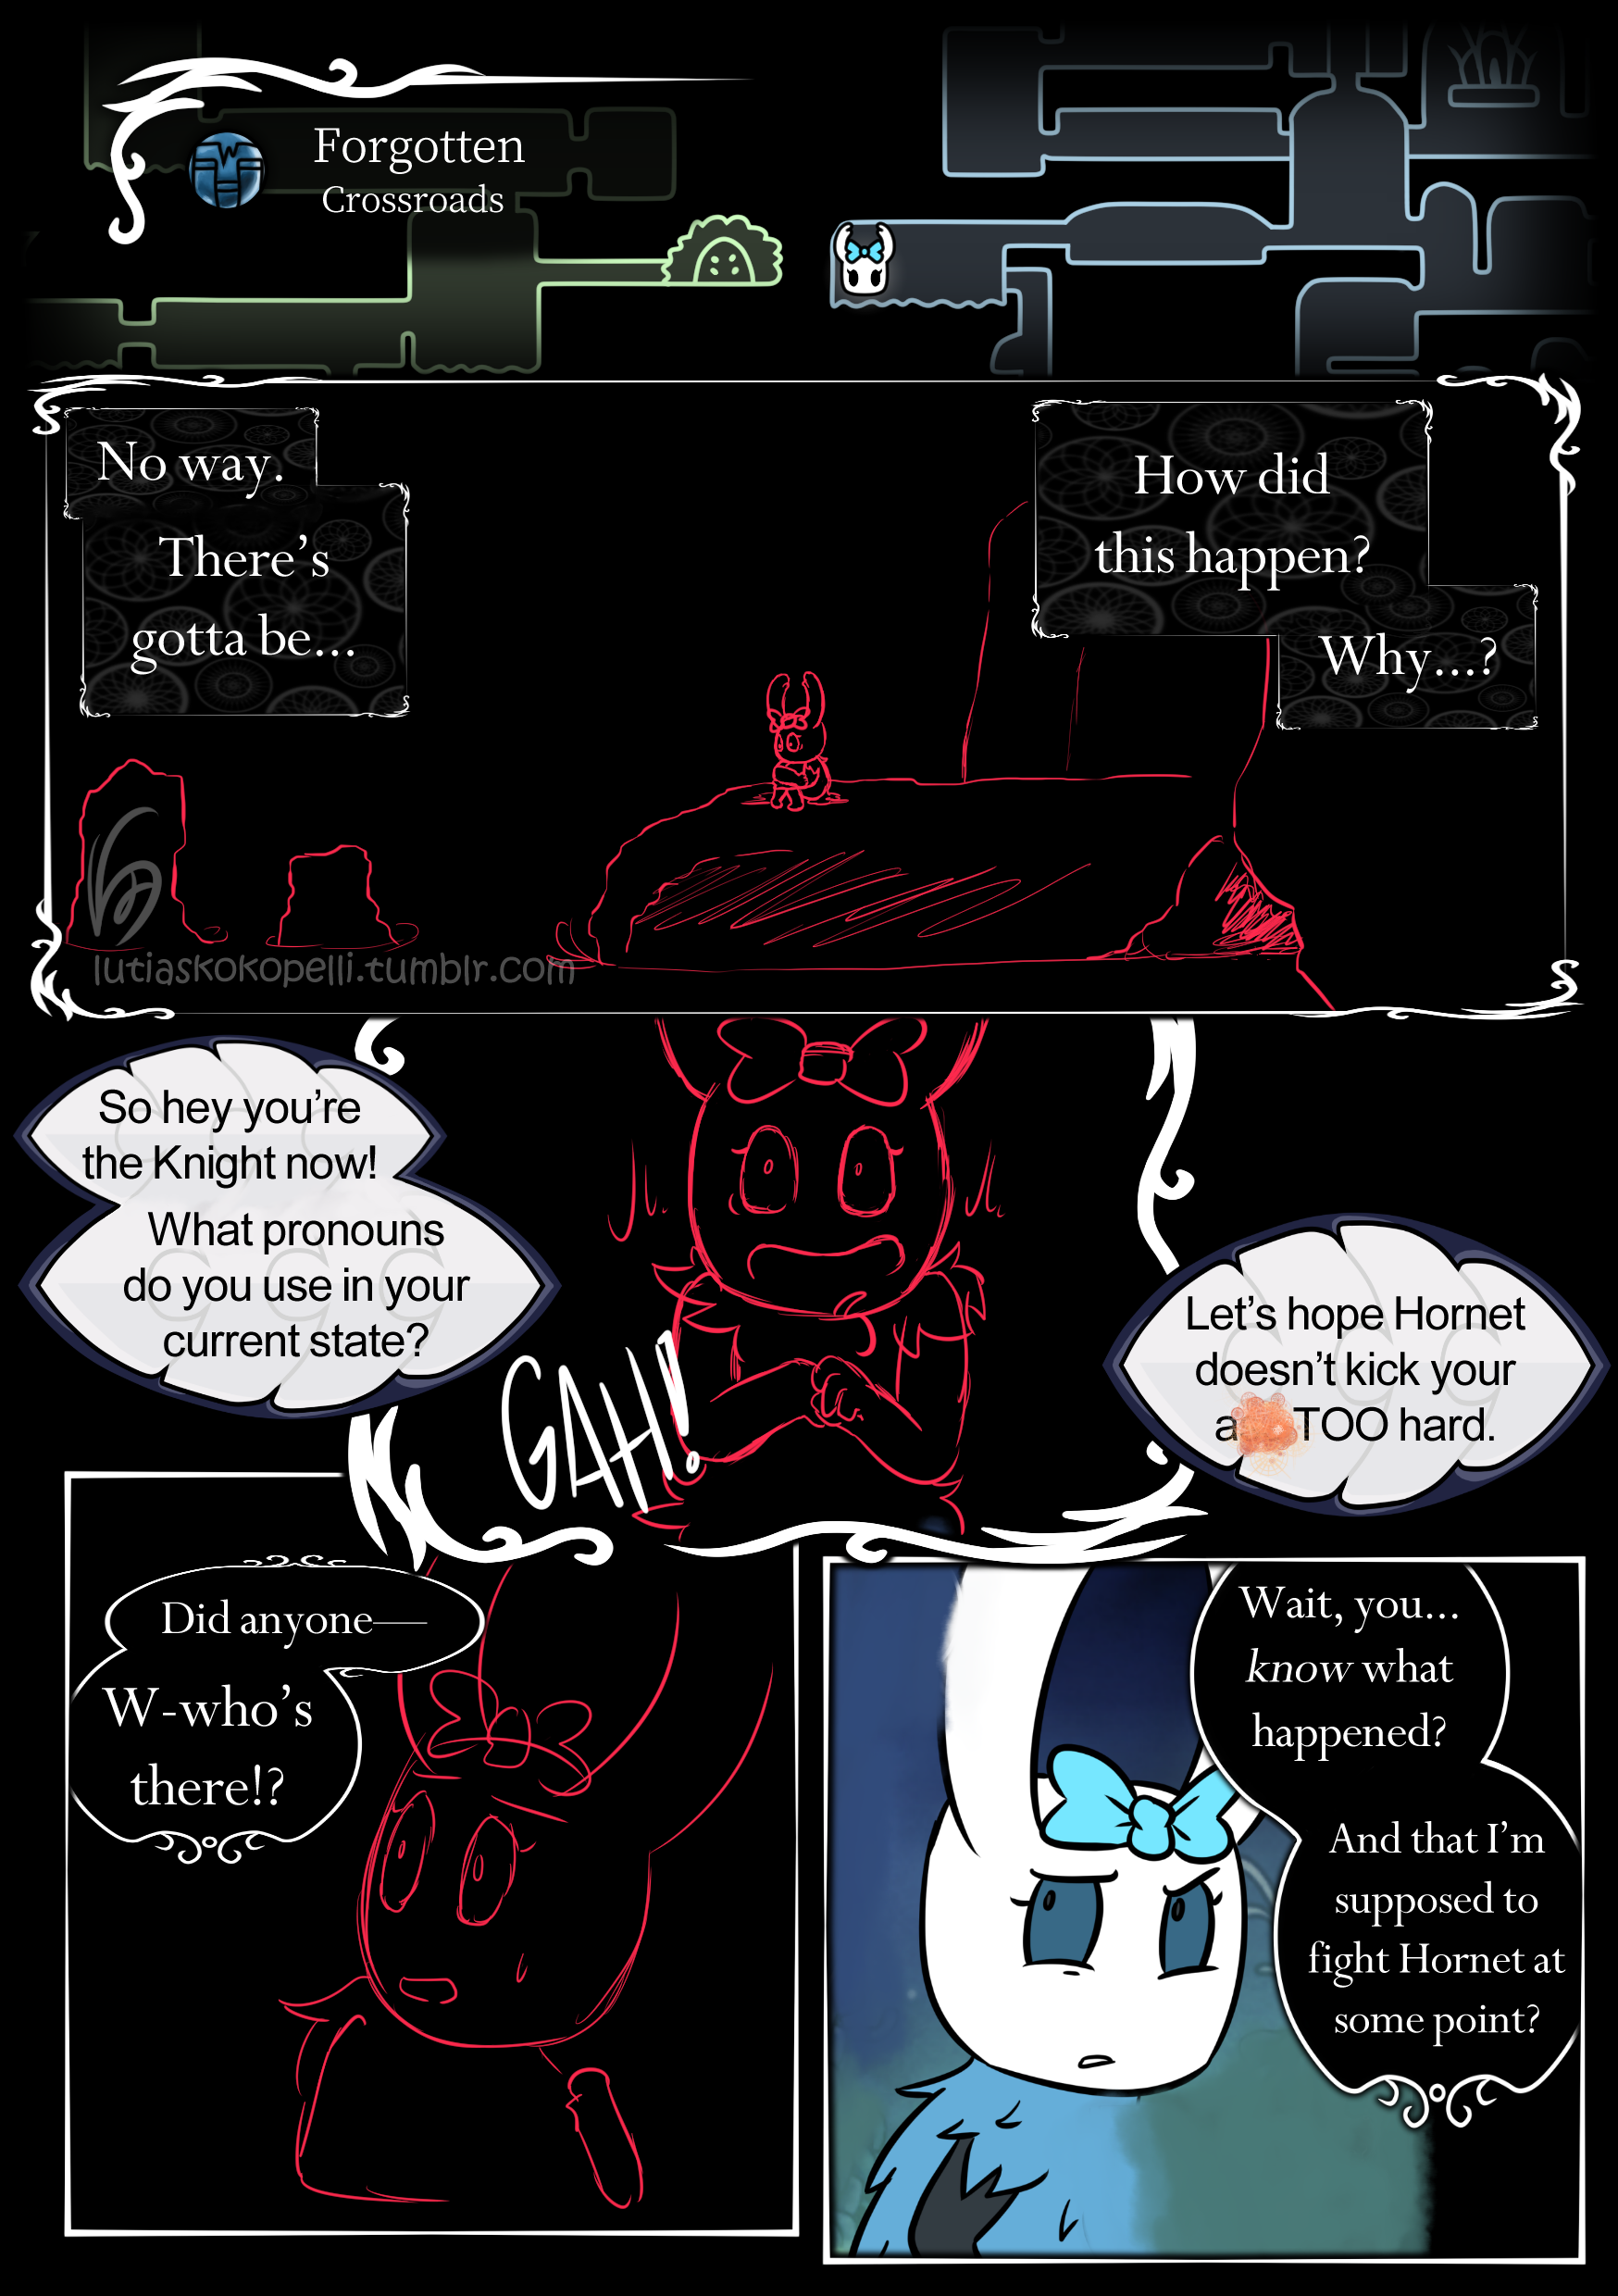 Forgotten
Crossroads
No way.
There's
gotta be...
How did
this happen?
Why...?
lutiaskokopelli.tumblr.com
So hey you're
the Knight now!
What pronouns
do you use in your
current state?
GAH!
Let's hope Hornet
doesn't kick your
a TOO hard.
Did anyone—
W-who's
there!?
Wait, you...
know what
happened?
And that I'm
supposed to
fight Hornet at
some point?